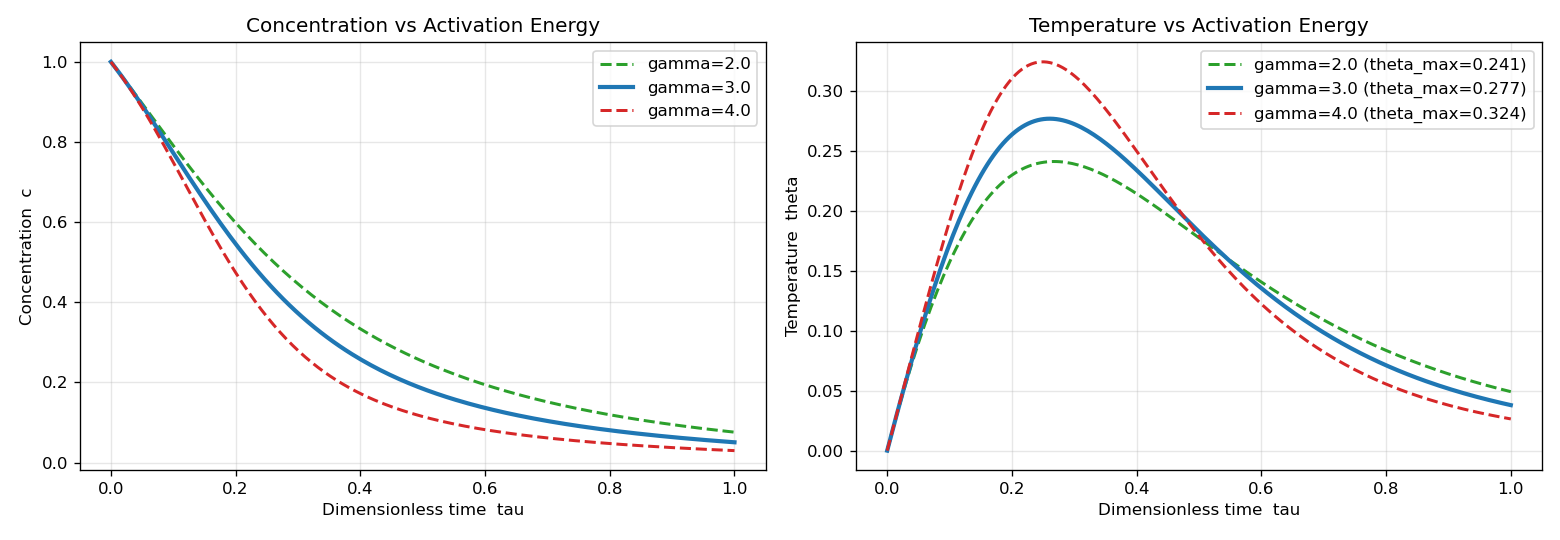 Concentration vs Activation Energy
Concentration  c
1.0
0.8
0.6
0.4
0.2
0.0
gamma=2.0
gamma=3.0
gamma=4.0
0.0 0.2 0.4 0.6 0.8 1.0
Dimensionless time  tau
Temperature vs Activation Energy
Temperature  theta
0.30
0.25
0.20
0.15
0.10
0.05
0.00
gamma=2.0 (theta_max=0.241)
gamma=3.0 (theta_max=0.277)
gamma=4.0 (theta_max=0.324)
0.0 0.2 0.4 0.6 0.8 1.0
Dimensionless time  tau